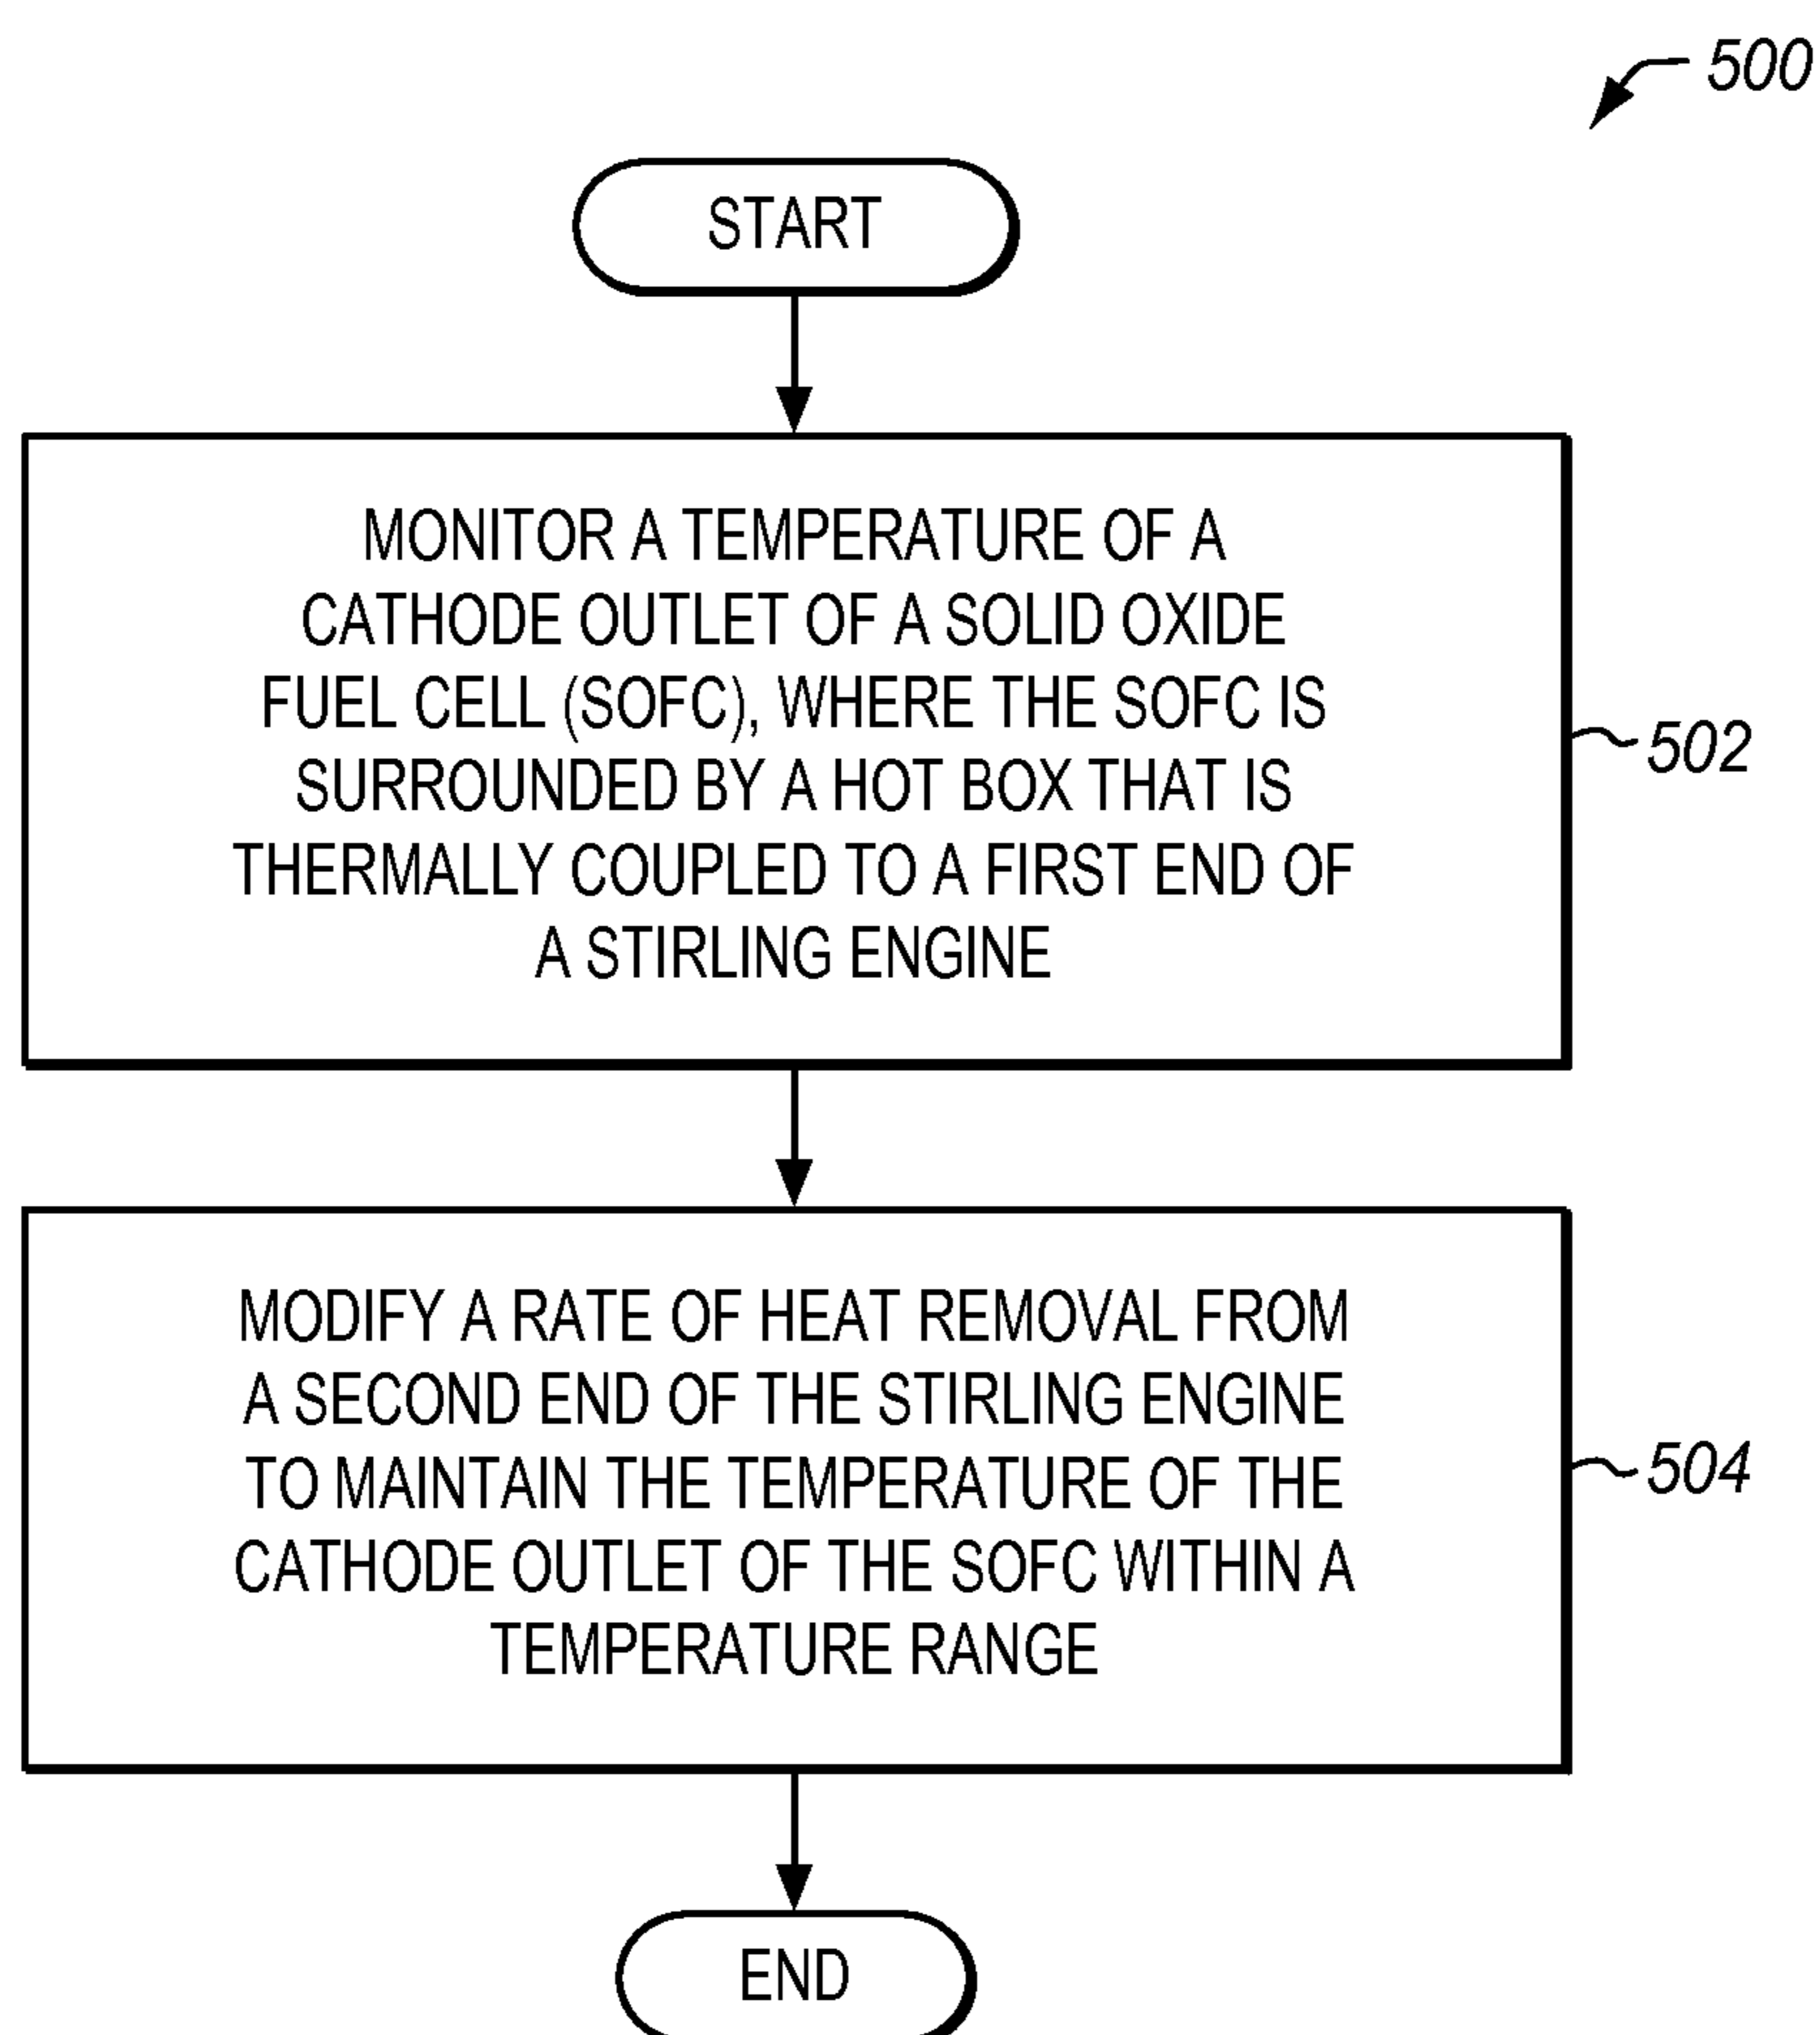 500
START
MONITOR A TEMPERATURE OF A
CATHODE OUTLET OF A SOLID OXIDE
FUEL CELL (SOFC), WHERE THE SOFC IS
SURROUNDED BY A HOT BOX THAT IS
THERMALLY COUPLED TO A FIRST END OF
A STIRLING ENGINE
502
MODIFY A RATE OF HEAT REMOVAL FROM
A SECOND END OF THE STIRLING ENGINE
TO MAINTAIN THE TEMPERATURE OF THE
CATHODE OUTLET OF THE SOFC WITHIN A
TEMPERATURE RANGE
504
END